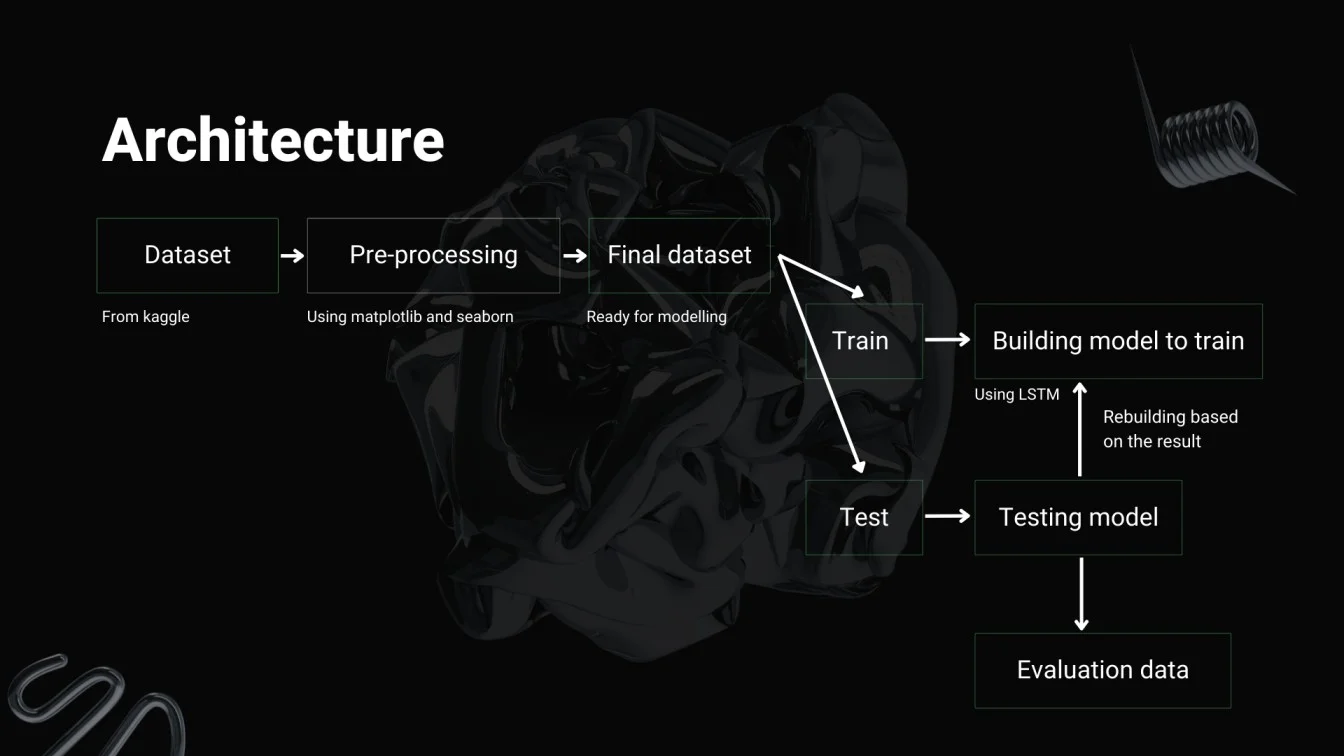 Architecture
Dataset
Pre-processing
Final dataset
From kaggle
Using matplotlib and seaborn
Ready for modelling
Train
Building model to train
Using LSTM
Rebuilding based
on the result
Test
Testing model
Evaluation data